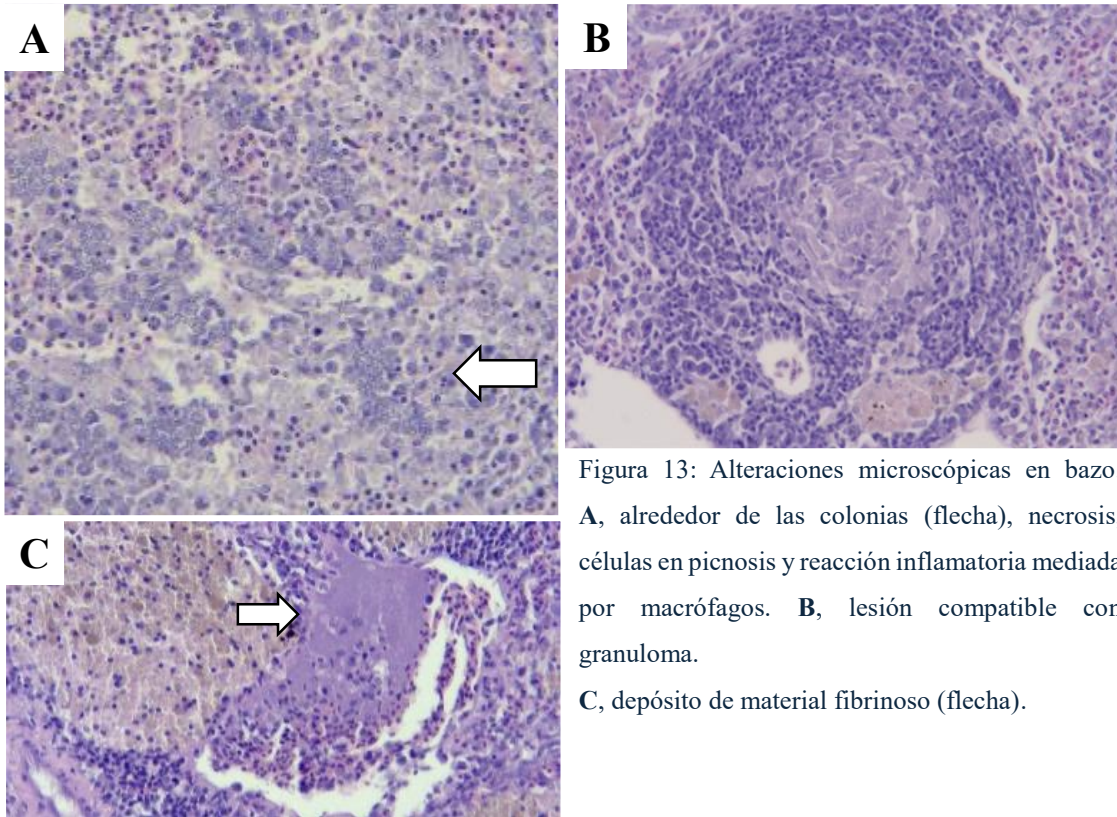 A
B
C
Figura 13: Alteraciones microscópicas en bazo
A, alrededor de las colonias (flecha), necrosis
células en picnosis y reacción inflamatoria mediada
por macrófagos. B, lesión compatible con
granuloma.
C, depósito de material fibrinoso (flecha).